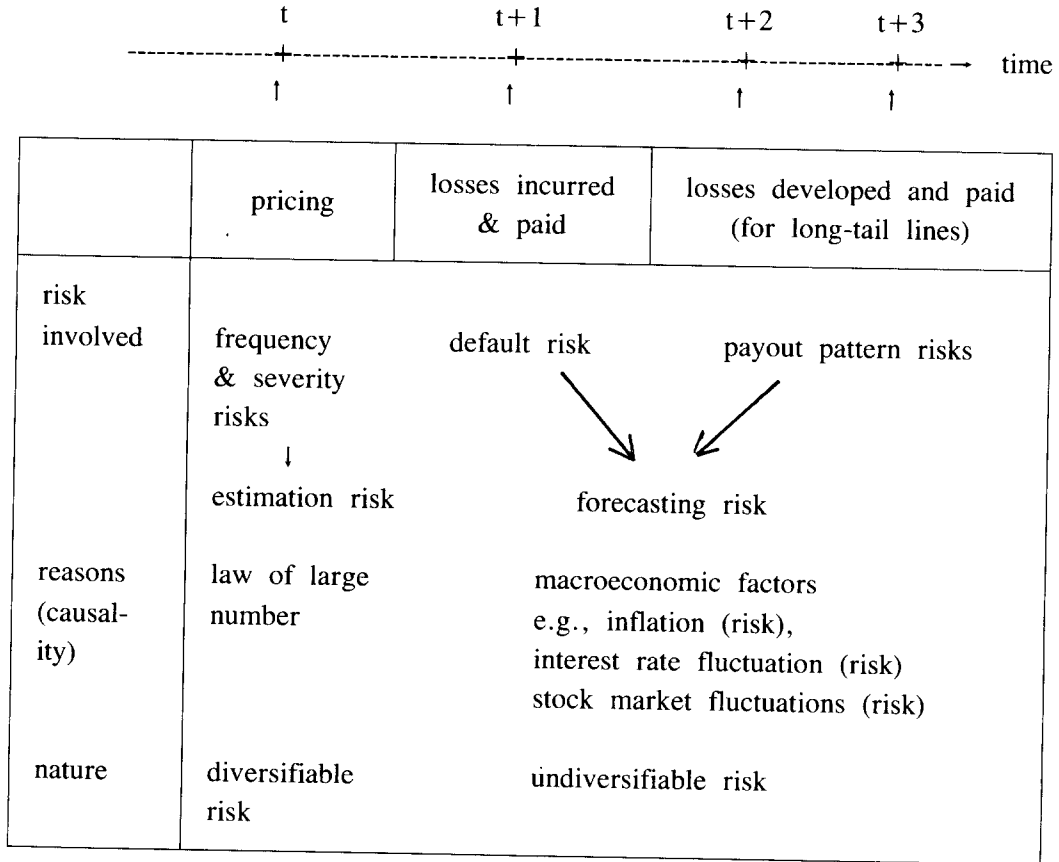 t t+1 t+2 t+3
time
pricing
losses incurred
& paid
losses developed and paid
(for long-tail lines)
risk
involved
frequency
& severity
risks
default risk
payout pattern risks
estimation risk
forecasting risk
reasons
(causal-
ity)
law of large
number
macroeconomic factors
e.g., inflation (risk),
interest rate fluctuation (risk)
stock market fluctuations (risk)
nature
diversifiable
risk
undiversifiable risk